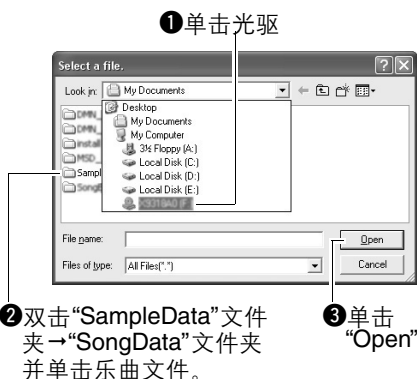 ❶单击光驱
Select a file.
Look in: My Documents
Desktop
My Documents
My Computer
3½ Floppy (A:)
Local Disk (C:)
Local Disk (D:)
Local Disk (E:)
Sampl
File name:
Open
Files of type: All Files(*.*)
Cancel
❷双击“SampleData”文件
夹→“SongData”文件夹
并单击乐曲文件。
❸单击
“Open”